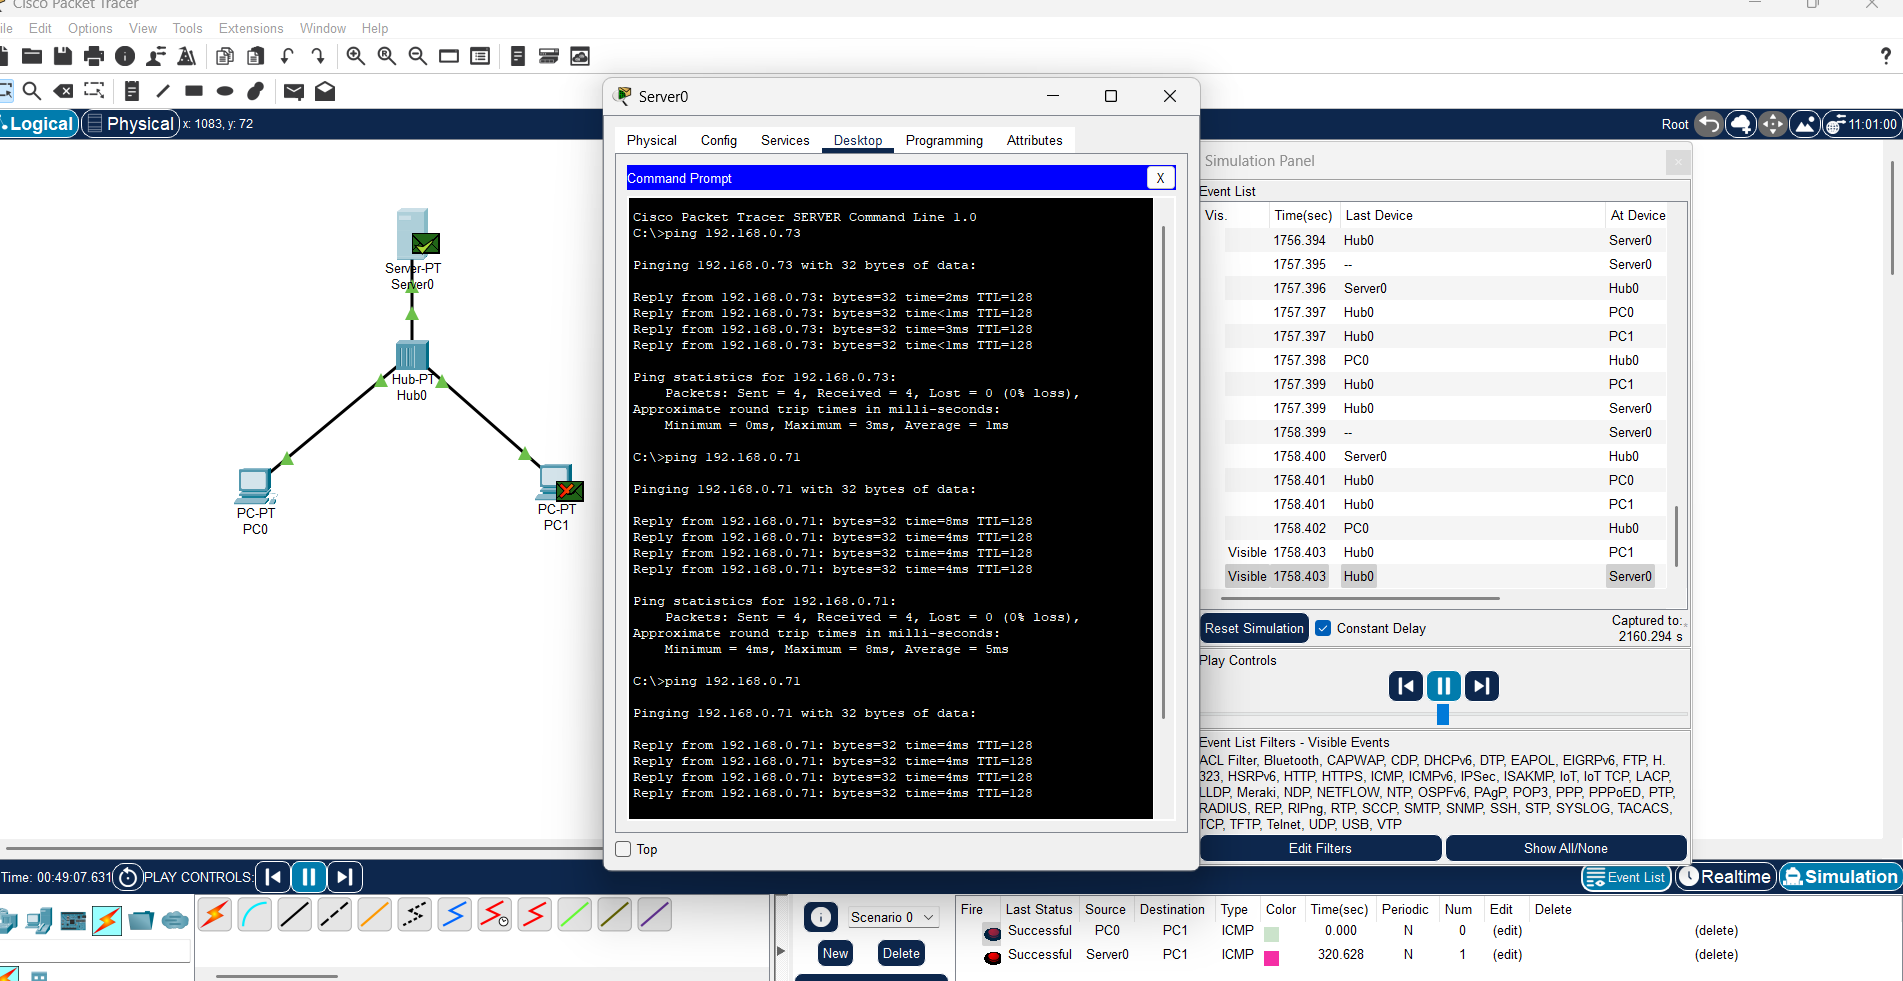 Cisco Packet Tracer
ile Edit Options View Tools Extensions Window Help
Logical Physical x: 1083, y: 72
Root 11:01:00
Server-PT
Server0
Hub-PT
Hub0
PC-PT
PC0
PC-PT
PC1
Server0
Physical Config Services Desktop Programming Attributes
Command Prompt X
Cisco Packet Tracer SERVER Command Line 1.0
C:\>ping 192.168.0.73
Pinging 192.168.0.73 with 32 bytes of data:
Reply from 192.168.0.73: bytes=32 time=2ms TTL=128
Reply from 192.168.0.73: bytes=32 time<1ms TTL=128
Reply from 192.168.0.73: bytes=32 time=3ms TTL=128
Reply from 192.168.0.73: bytes=32 time<1ms TTL=128
Ping statistics for 192.168.0.73:
Packets: Sent = 4, Received = 4, Lost = 0 (0% loss),
Approximate round trip times in milli-seconds:
Minimum = 0ms, Maximum = 3ms, Average = 1ms
C:\>ping 192.168.0.71
Pinging 192.168.0.71 with 32 bytes of data:
Reply from 192.168.0.71: bytes=32 time=8ms TTL=128
Reply from 192.168.0.71: bytes=32 time=4ms TTL=128
Reply from 192.168.0.71: bytes=32 time=4ms TTL=128
Reply from 192.168.0.71: bytes=32 time=4ms TTL=128
Ping statistics for 192.168.0.71:
Packets: Sent = 4, Received = 4, Lost = 0 (0% loss),
Approximate round trip times in milli-seconds:
Minimum = 4ms, Maximum = 8ms, Average = 5ms
C:\>ping 192.168.0.71
Pinging 192.168.0.71 with 32 bytes of data:
Reply from 192.168.0.71: bytes=32 time=4ms TTL=128
Reply from 192.168.0.71: bytes=32 time=4ms TTL=128
Reply from 192.168.0.71: bytes=32 time=4ms TTL=128
Reply from 192.168.0.71: bytes=32 time=4ms TTL=128
Top
Simulation Panel
Event List
Vis. Time(sec) Last Device At Device
1756.394 Hub0 Server0
1757.395 -- Server0
1757.396 Server0 Hub0
1757.397 Hub0 PC0
1757.397 Hub0 PC1
1757.398 PC0 Hub0
1757.399 Hub0 PC1
1757.399 Hub0 Server0
1758.399 -- Server0
1758.400 Server0 Hub0
1758.401 Hub0 PC0
1758.401 Hub0 PC1
1758.402 PC0 Hub0
Visible 1758.403 Hub0 PC1
Visible 1758.403 Hub0 Server0
Reset Simulation Constant Delay Captured to:
2160.294 s
Play Controls
Event List Filters - Visible Events
ACL Filter, Bluetooth, CAPWAP, CDP, DHCPv6, DTP, EAPOL, EIGRPv6, FTP, H.
323, HSRPv6, HTTP, HTTPS, ICMP, ICMPv6, IPSec, ISAKMP, IoT, IoT TCP, LACP,
LLDP, Meraki, NDP, NETFLOW, NTP, OSPFv6, PAgP, POP3, PPP, PPPoED, PTP,
RADIUS, REP, RIPng, RTP, SCCP, SMTP, SNMP, SSH, STP, SYSLOG, TACACS,
TCP, TFTP, Telnet, UDP, USB, VTP
Edit Filters Show All/None
Time: 00:49:07.631 PLAY CONTROLS: Event List Realtime Simulation
Scenario 0
New Delete
Fire Last Status Source Destination Type Color Time(sec) Periodic Num Edit Delete
Successful PC0 PC1 ICMP 0.000 N 0 (edit) (delete)
Successful Server0 PC1 ICMP 320.628 N 1 (edit) (delete)